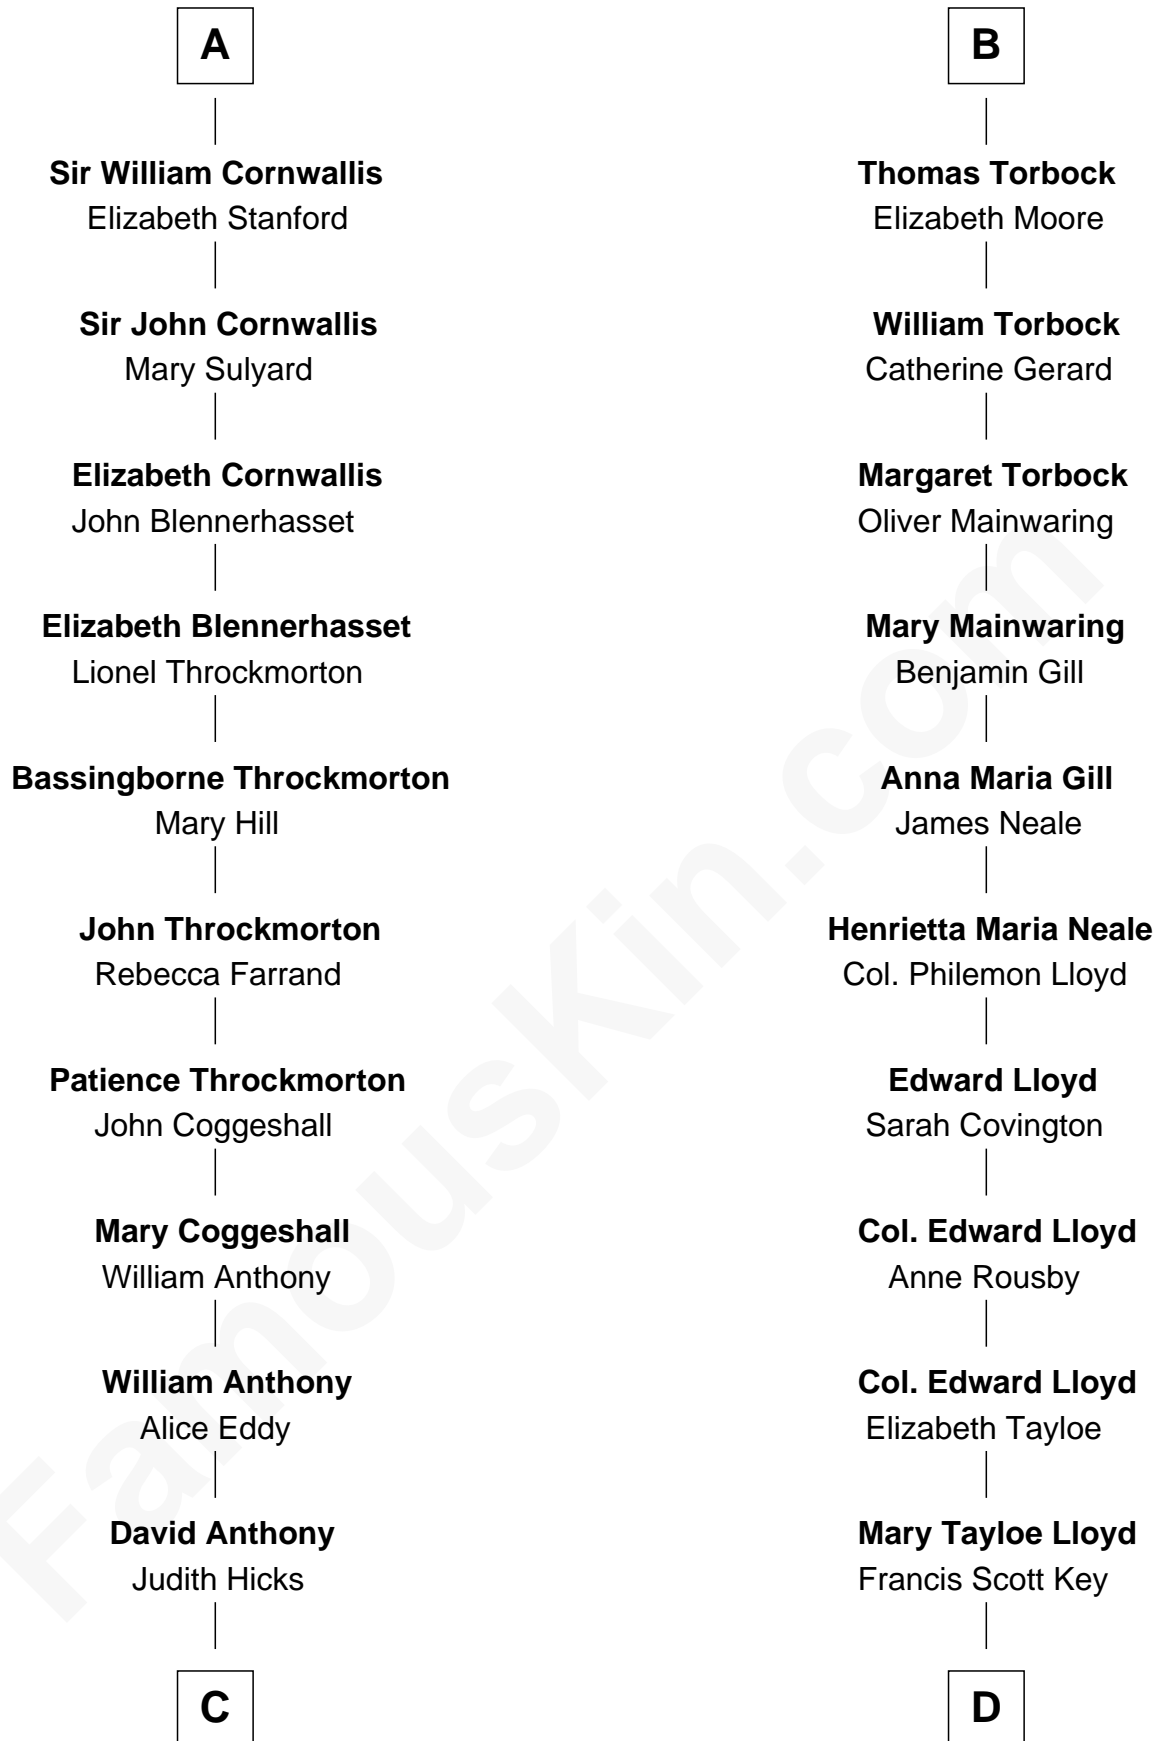 A
Sir William Cornwallis
Elizabeth Stanford
Sir John Cornwallis
Mary Sulyard
Elizabeth Cornwallis
John Blennerhasset
Elizabeth Blennerhasset
Lionel Throckmorton
Bassingborne Throckmorton
Mary Hill
John Throckmorton
Rebecca Farrand
Patience Throckmorton
John Coggeshall
Mary Coggeshall
William Anthony
William Anthony
Alice Eddy
David Anthony
Judith Hicks
C
B
Thomas Torbock
Elizabeth Moore
William Torbock
Catherine Gerard
Margaret Torbock
Oliver Mainwaring
Mary Mainwaring
Benjamin Gill
Anna Maria Gill
James Neale
Henrietta Maria Neale
Col. Philemon Lloyd
Edward Lloyd
Sarah Covington
Col. Edward Lloyd
Anne Rousby
Col. Edward Lloyd
Elizabeth Tayloe
Mary Tayloe Lloyd
Francis Scott Key
D
FamousKin.com